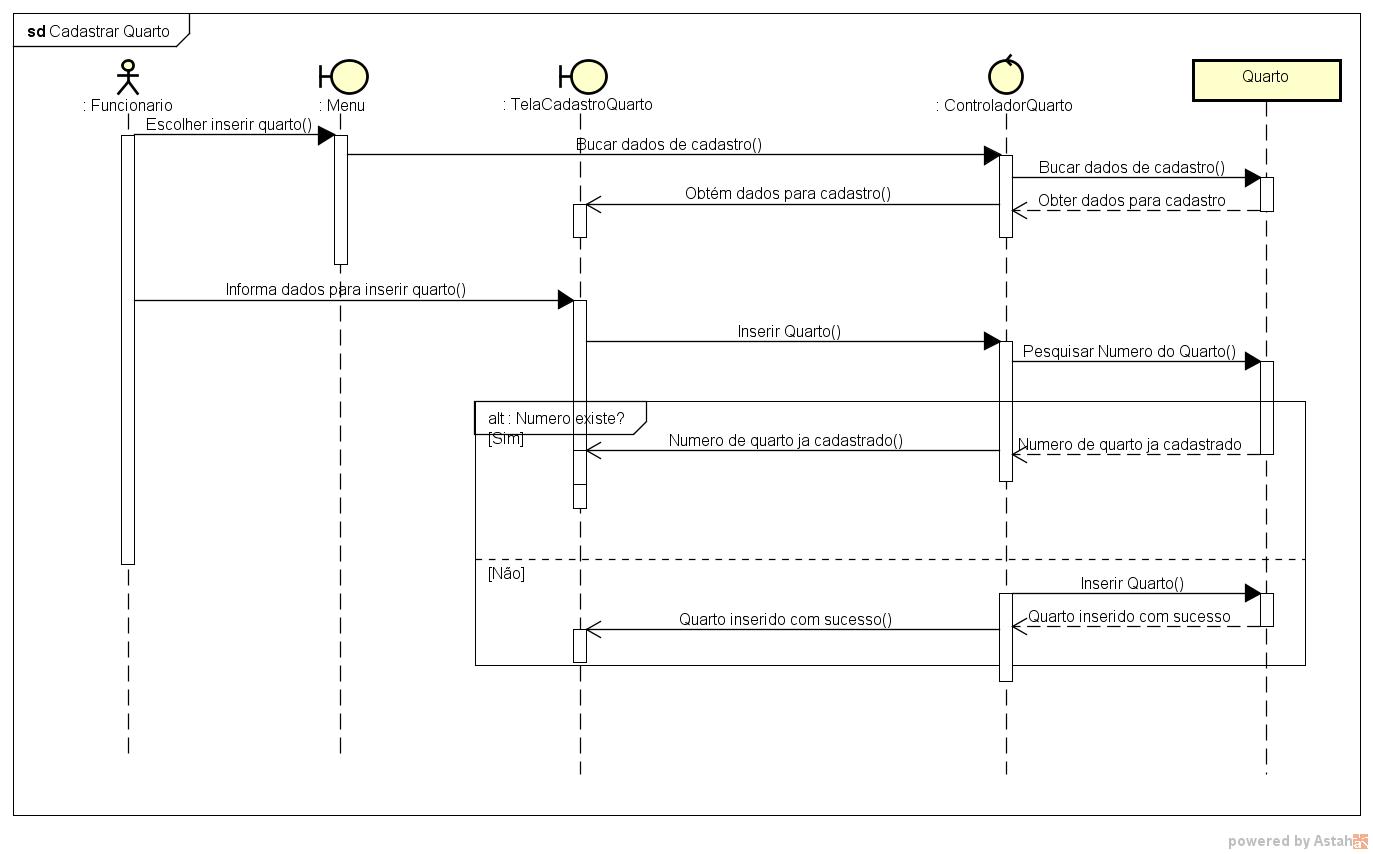 sd Cadastrar Quarto
: Funcionario
: Menu
: TelaCadastroQuarto
: ControladorQuarto
Quarto
Escolher inserir quarto()
Bucar dados de cadastro()
Bucar dados de cadastro()
Obtém dados para cadastro()
Obter dados para cadastro
Informa dados para inserir quarto()
Inserir Quarto()
Pesquisar Numero do Quarto()
alt : Numero existe?
[Sim]
Numero de quarto ja cadastrado()
Numero de quarto ja cadastrado
[Não]
Inserir Quarto()
Quarto inserido com sucesso()
Quarto inserido com sucesso
powered by Astah